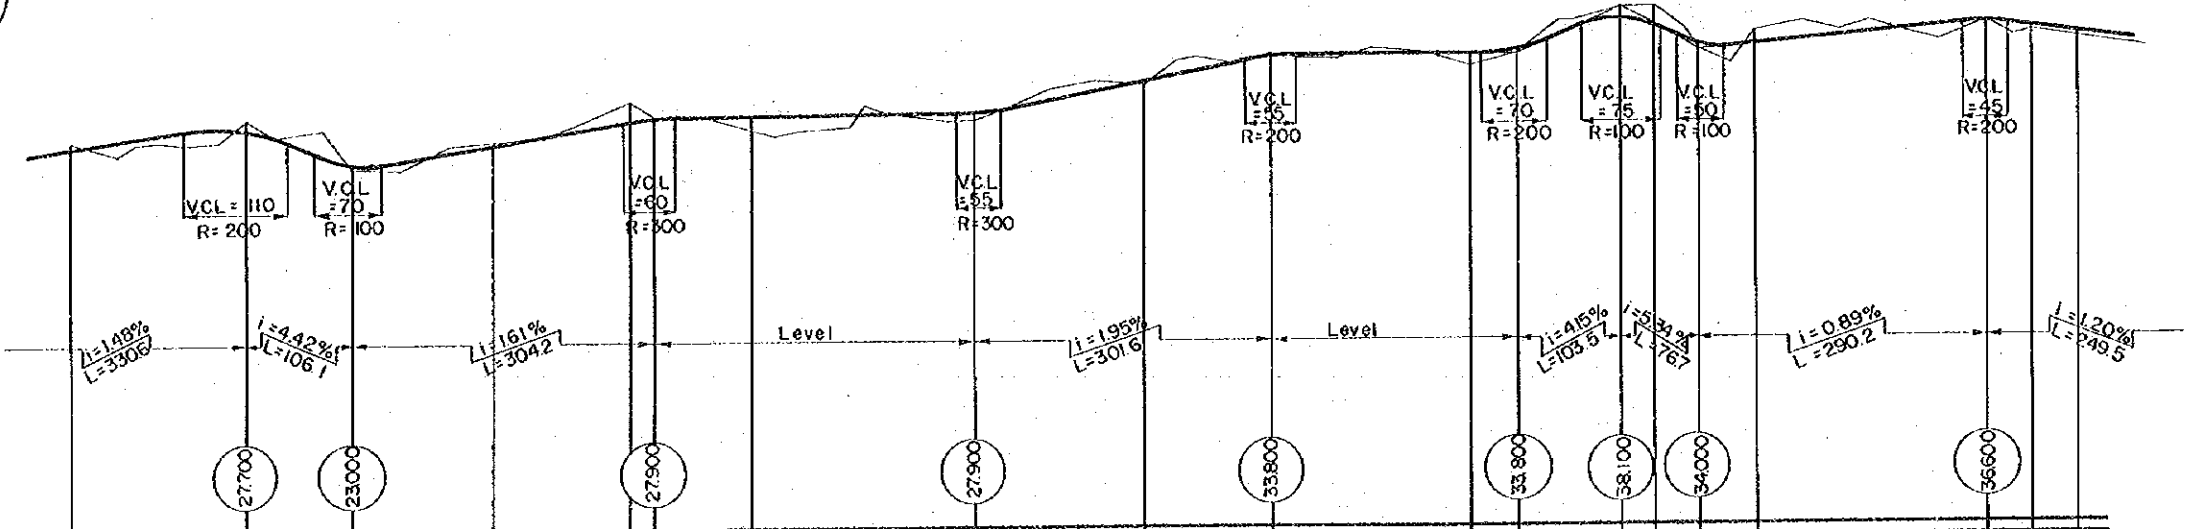 V.C.L = 110
R= 200
V.C.L
=70
R= 100
V.C.L
=60
R=300
V.C.L
=55
R=300
V.C.L
=55
R=200
V.C.L
=70
R=200
V.C.L
=75
R=100
V.C.L
=50
R=100
V.C.L
=45
R=200
i=1.48%
L=330.6
i=4.42%
L=106.1
i=1.61%
L=304.2
Level
i=1.95%
L=301.6
Level
i=4.15%
L=103.5
i=5.34%
L=76.7
i=0.89%
L=290.2
i=1.20%
L=249.5
27.700
23.000
27.900
27.900
33.800
33.800
38.100
34.000
36.600